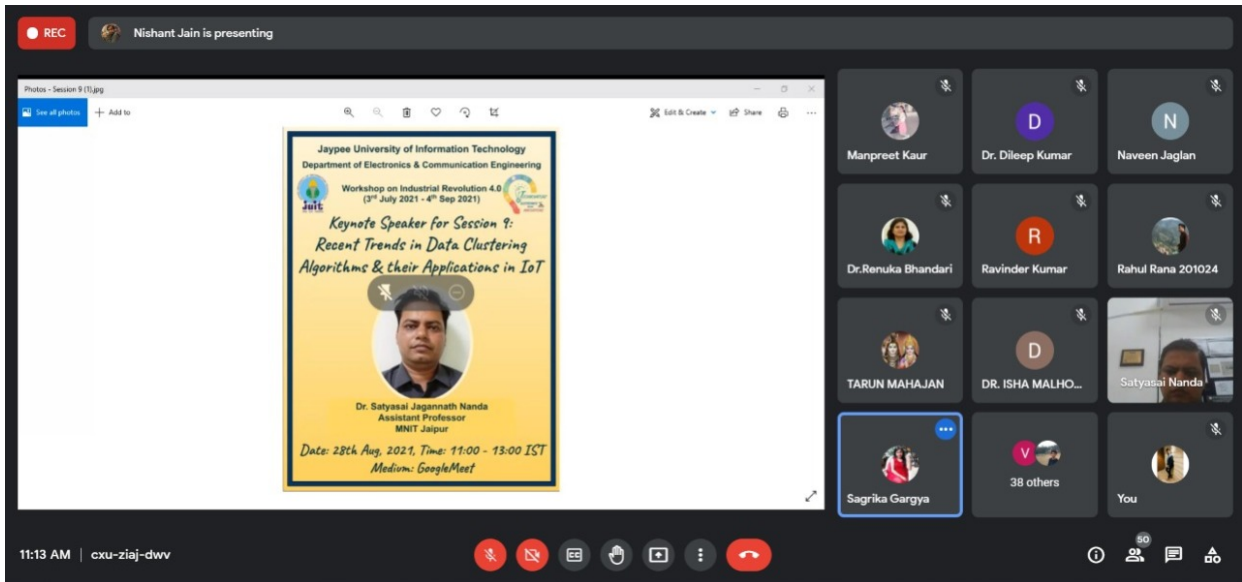 REC
Nishant Jain is presenting
Photos - Session 9 (1).jpg
See all photos
Add to
Edit & Create
Share
Jaypee University of Information Technology
Department of Electronics & Communication Engineering
Workshop on Industrial Revolution 4.0
(3rd July 2021 - 4th Sep 2021)
JUIT
Keynote Speaker for Session 9:
Recent Trends in Data Clustering
Algorithms & their Applications in IoT
Dr. Satyasai Jagannath Nanda
Assistant Professor
MNIT Jaipur
Date: 28th Aug, 2021, Time: 11:00 - 13:00 IST
Medium: GoogleMeet
Manpreet Kaur
D
Dr. Dileep Kumar
N
Naveen Jaglan
Dr.Renuka Bhandari
R
Ravinder Kumar
Rahul Rana 201024
TARUN MAHAJAN
D
DR. ISHA MALHO...
Satyasai Nanda
Sagrika Gargya
V
38 others
You
11:13 AM | cxu-ziaj-dwv
CC
50